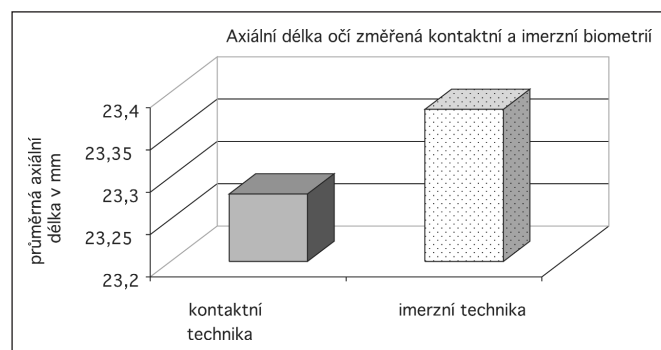 Axiální délka očí změřená kontaktní a imerzní biometrií
průměrná axiální
délka v mm
23,4
23,35
23,3
23,25
23,2
kontaktní
technika
imerzní technika